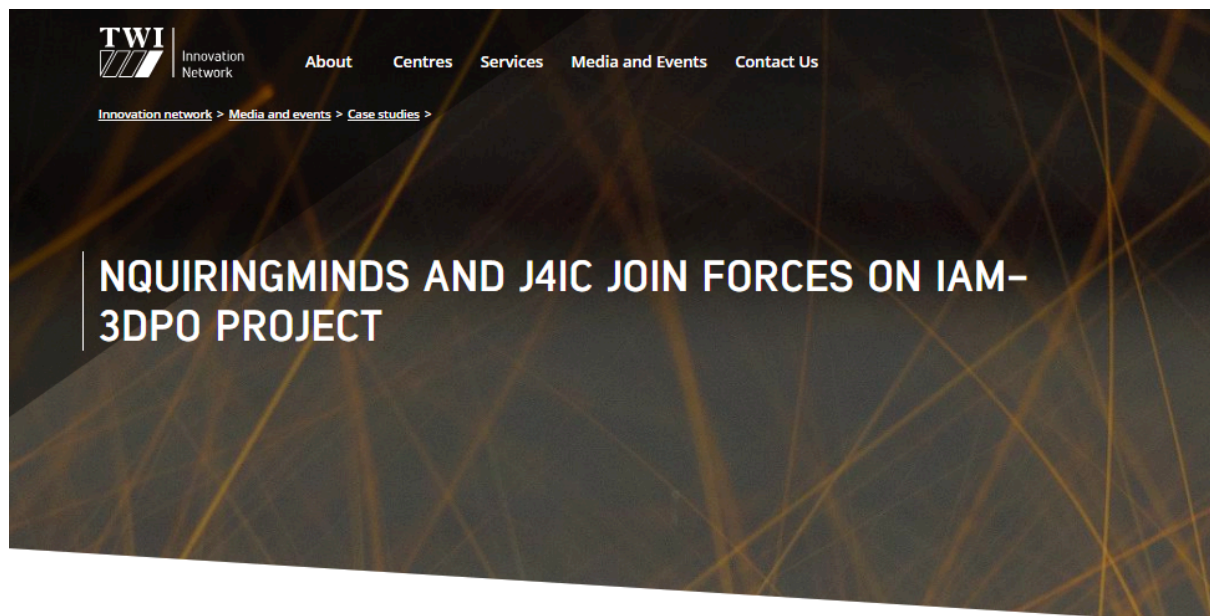 TWI
Innovation
Network
About Centres Services Media and Events Contact Us
Innovation network > Media and events > Case studies >
NQUIRINGMINDS AND J4IC JOIN FORCES ON IAM-
3DPO PROJECT